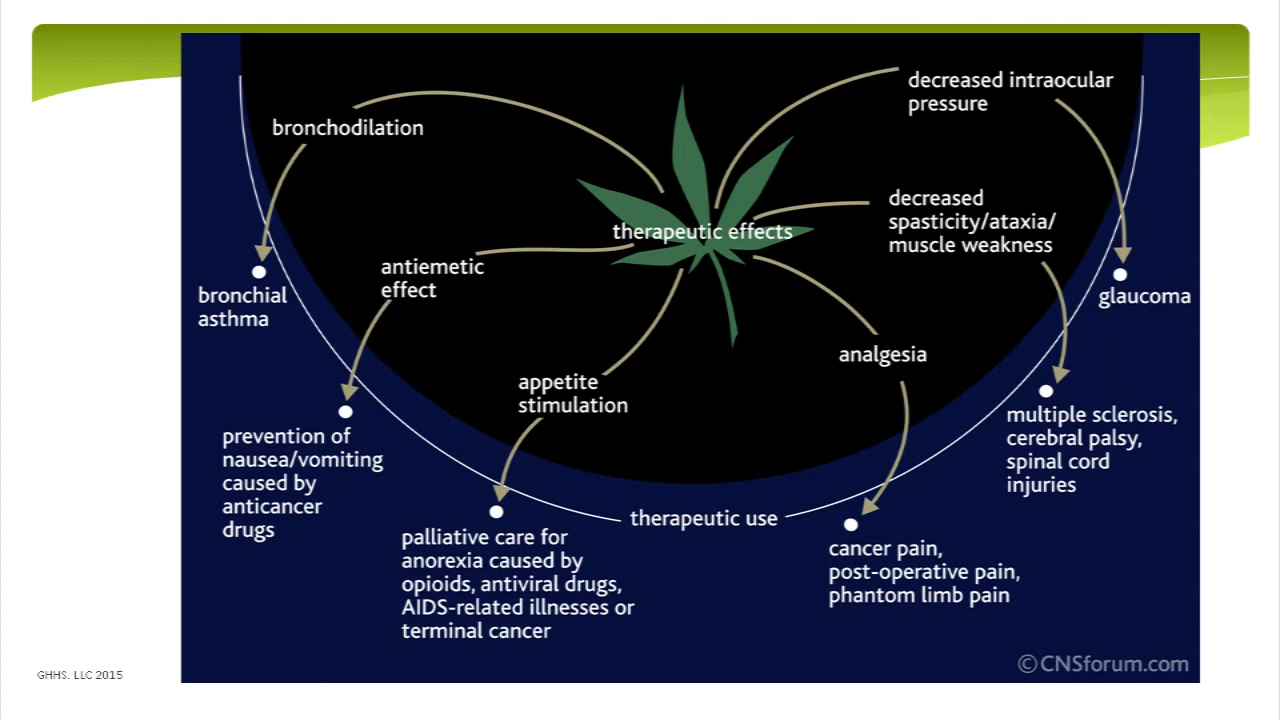 decreased intraocular
pressure
bronchodilation
decreased
spasticity/ataxia/
muscle weakness
therapeutic effects
antiemetic
effect
bronchial
asthma
glaucoma
analgesia
appetite
stimulation
multiple sclerosis,
cerebral palsy,
spinal cord
injuries
prevention of
nausea/vomiting
caused by
anticancer
drugs
therapeutic use
palliative care for
anorexia caused by
opioids, antiviral drugs,
AIDS-related illnesses or
terminal cancer
cancer pain,
post-operative pain,
phantom limb pain
©CNSforum.com
GHHS. LLC 2015